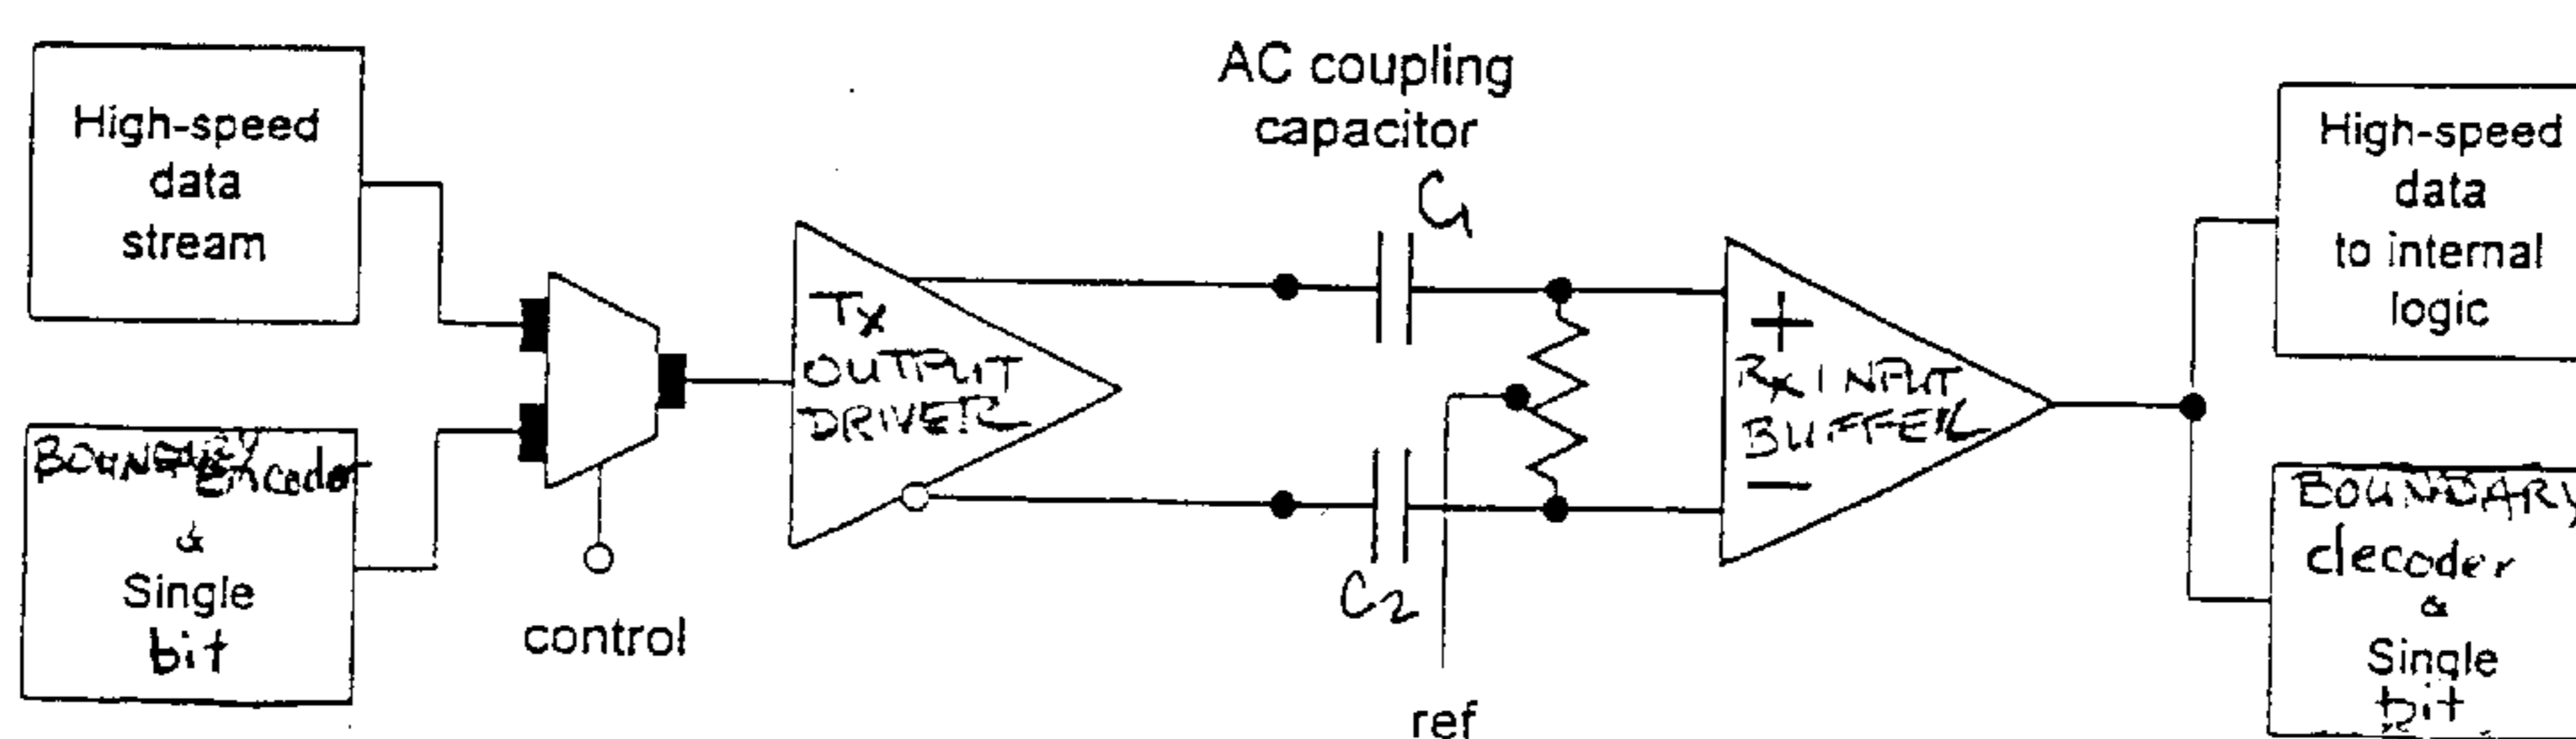 High-speed
data
stream
BOUNDARY encoder
&
Single
bit
control
Tx
OUTPUT
DRIVER
AC coupling
capacitor
C1
C2
ref
+
Rx INPUT
BUFFER
-
High-speed
data
to internal
logic
BOUNDARY
decoder
&
Single
bit